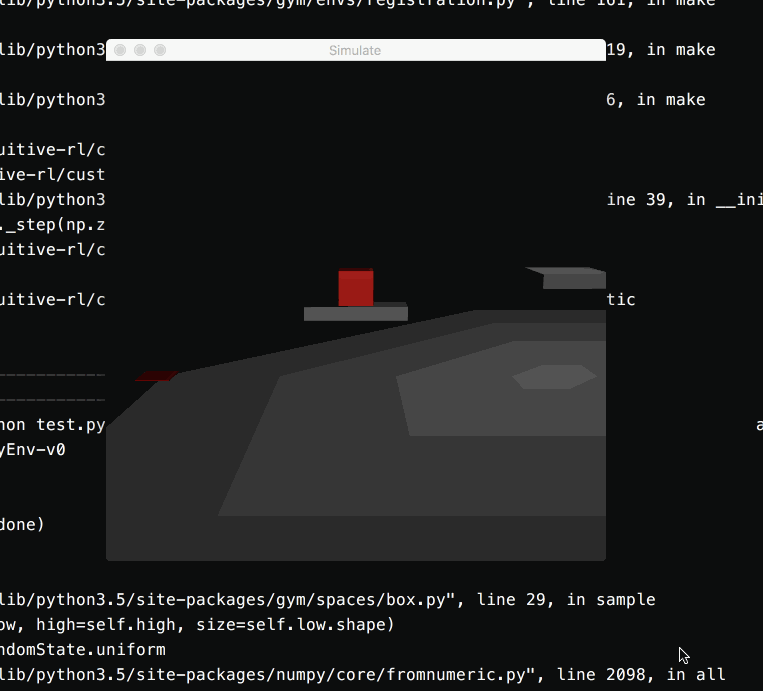 lib/python3.5/site-packages/gym/envs/registration.py", line 161, in make
Simulate
lib/python3 19, in make
lib/python3 6, in make
uitive-rl/c
ive-rl/cust
lib/python3 ine 39, in __ini
._step(np.z
uitive-rl/c
uitive-rl/c tic
hon test.py a
yEnv-v0
done)
lib/python3.5/site-packages/gym/spaces/box.py", line 29, in sample
ow, high=self.high, size=self.low.shape)
ndomState.uniform
lib/python3.5/site-packages/numpy/core/fromnumeric.py", line 2098, in all